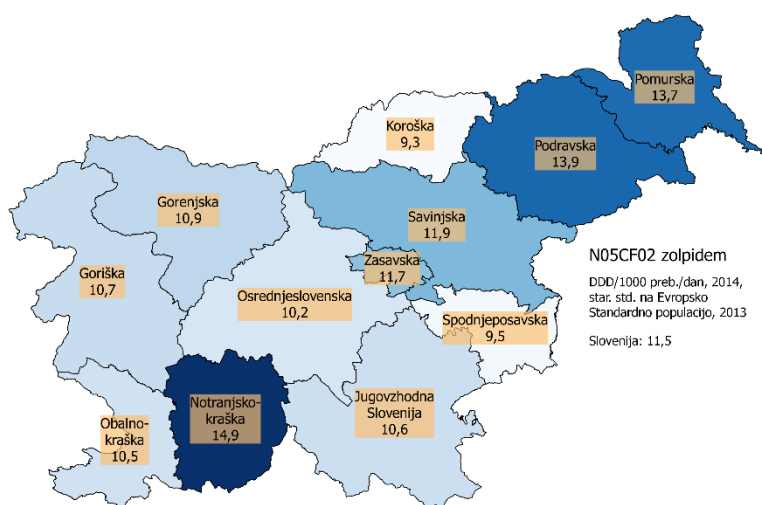 Pomurska
13,7
Koroška
9,3
Podravska
13,9
Gorenjska
10,9
Savinjska
11,9
Zasavska
11,7
Goriška
10,7
Osrednjeslovenska
10,2
Spodnjeposavska
9,5
Notranjsko-
kraška
14,9
Jugovzhodna
Slovenija
10,6
Obalno-
kraška
10,5
N05CF02 zolpidem
DDD/1000 preb./dan, 2014,
star. std. na Evropsko
Standardno populacijo, 2013
Slovenija: 11,5